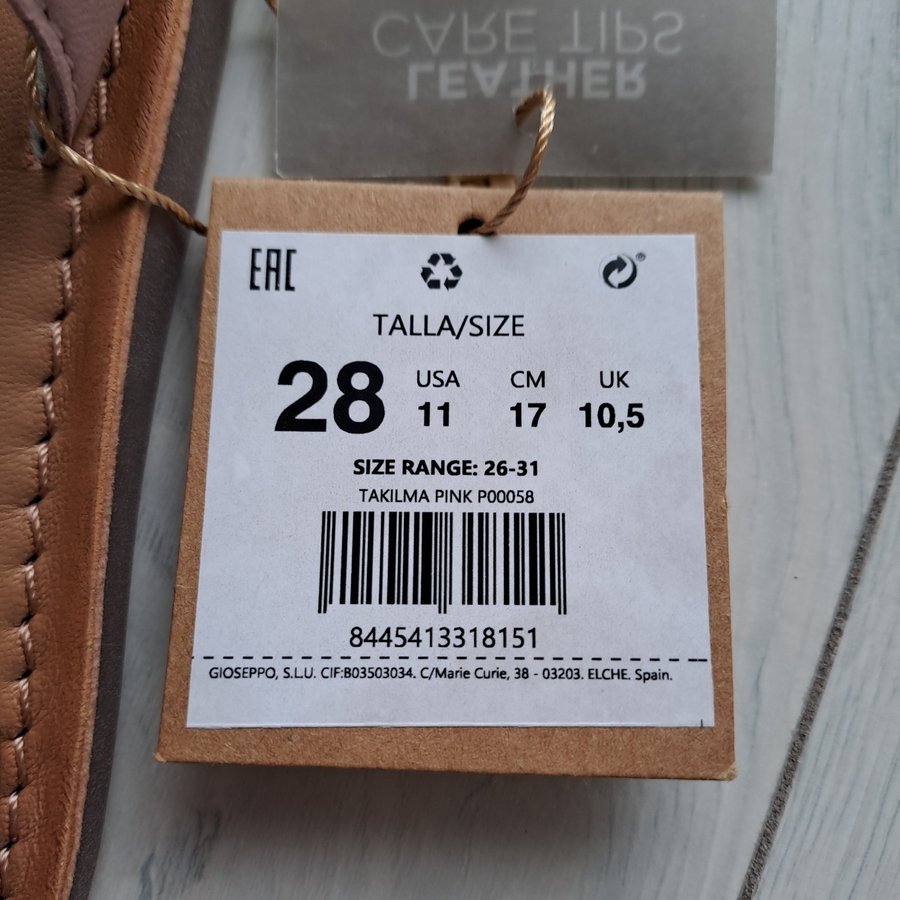 LEATHER
CARE TIPS
EAC
TALLA/SIZE
28 USA 11 CM 17 UK 10,5
SIZE RANGE: 26-31
TAKILMA PINK P00058
8445413318151
GIOSEPPO, S.L.U. CIF:B03503034. C/Marie Curie, 38 - 03203. ELCHE. Spain.